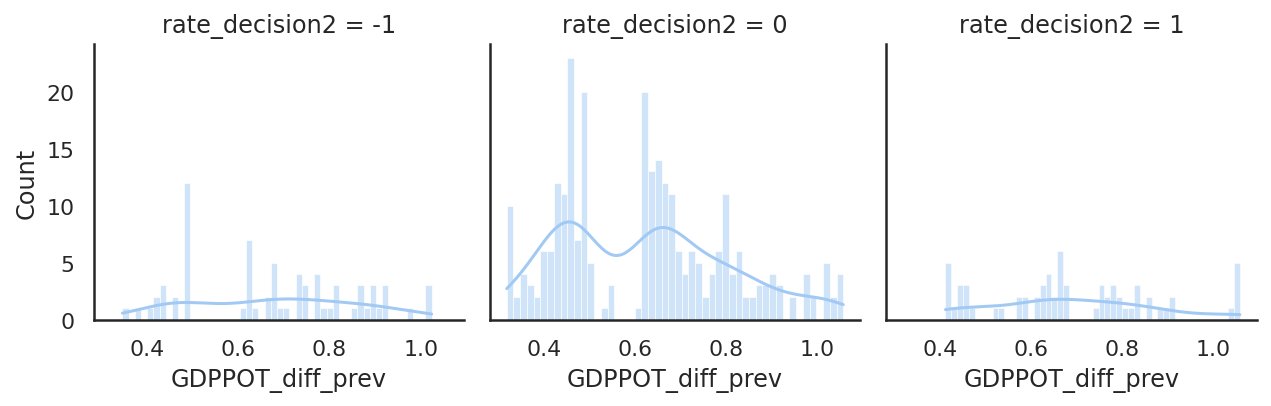 rate_decision2 = -1 rate_decision2 = 0 rate_decision2 = 1
20
15
10
5
0
Count
0.4 0.6 0.8 1.0 0.4 0.6 0.8 1.0 0.4 0.6 0.8 1.0
GDPPOT_diff_prev GDPPOT_diff_prev GDPPOT_diff_prev